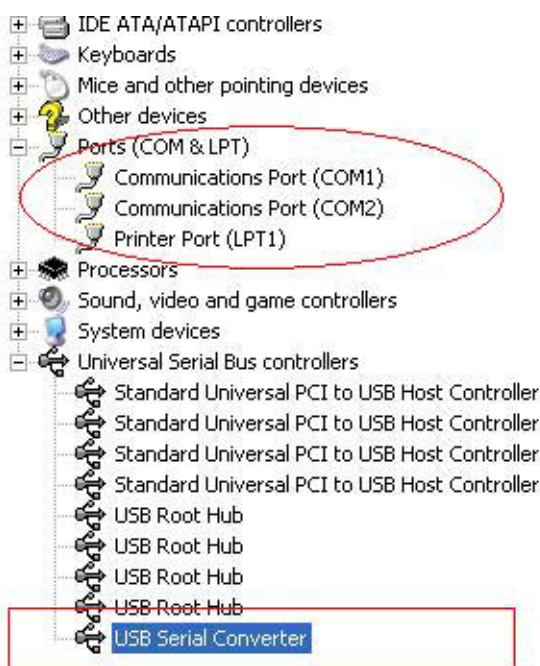 IDE ATA/ATAPI controllers
Keyboards
Mice and other pointing devices
Other devices
Ports (COM & LPT)
Communications Port (COM1)
Communications Port (COM2)
Printer Port (LPT1)
Processors
Sound, video and game controllers
System devices
Universal Serial Bus controllers
Standard Universal PCI to USB Host Controller
Standard Universal PCI to USB Host Controller
Standard Universal PCI to USB Host Controller
Standard Universal PCI to USB Host Controller
USB Root Hub
USB Root Hub
USB Root Hub
USB Root Hub
USB Serial Converter